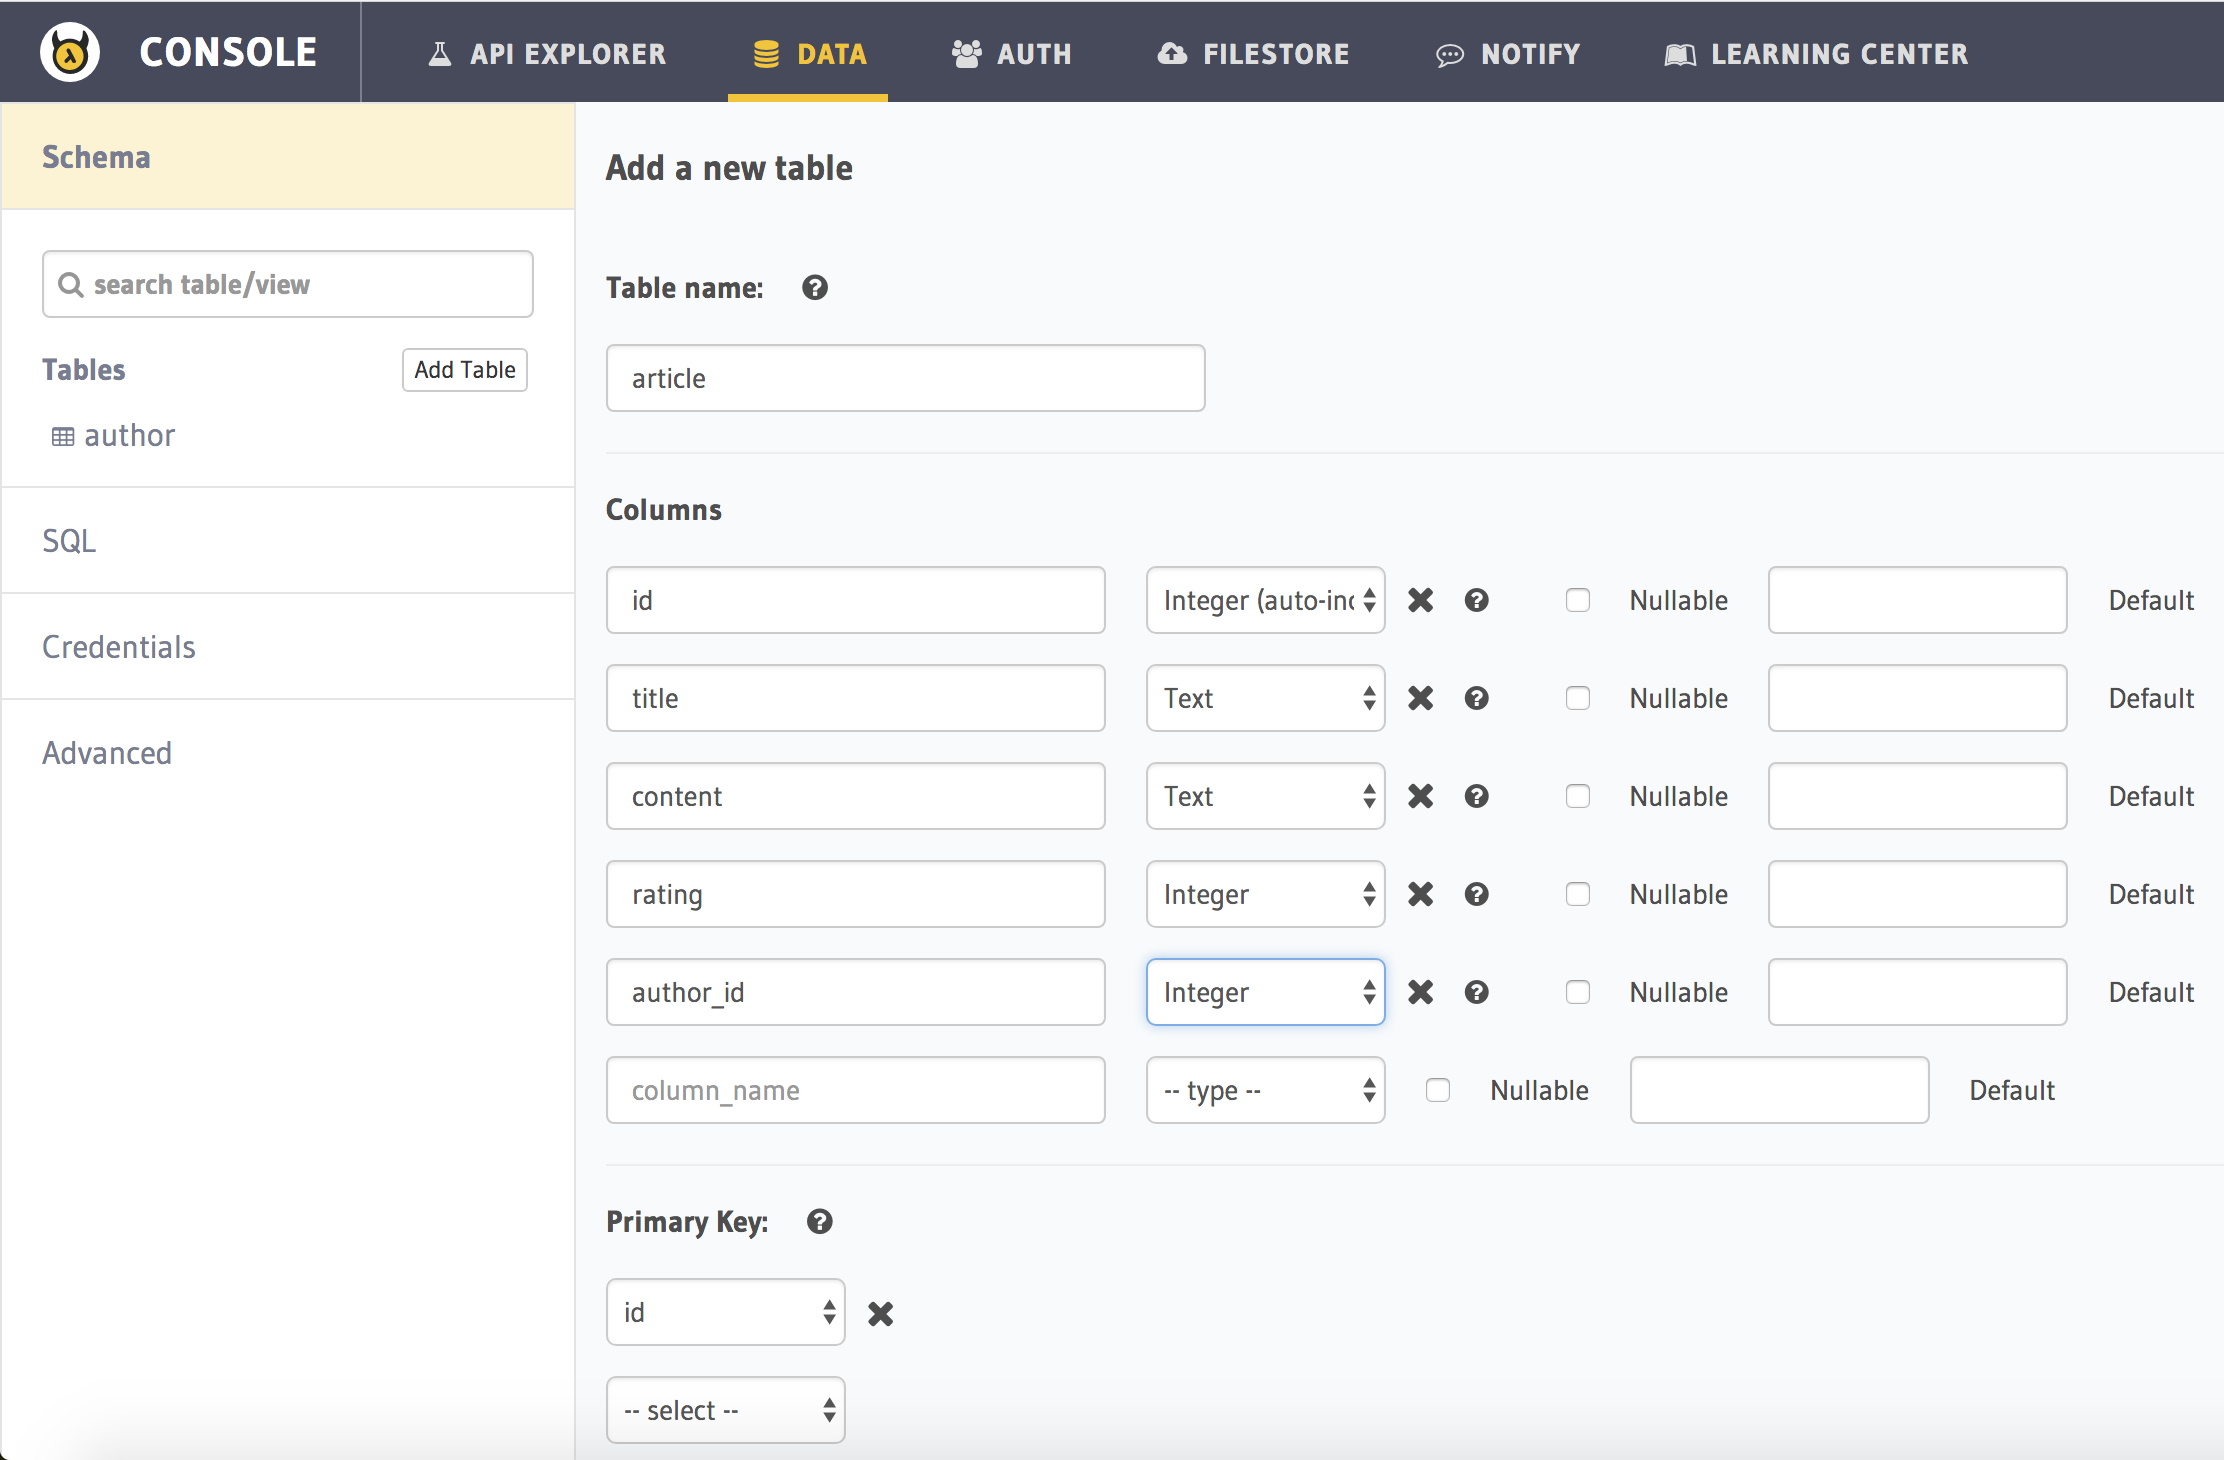 CONSOLE
API EXPLORER
DATA
AUTH
FILESTORE
NOTIFY
LEARNING CENTER
Schema
search table/view
Tables
Add Table
author
SQL
Credentials
Advanced
Add a new table
Table name:
article
Columns
id Integer (auto-inc Nullable Default
title Text Nullable Default
content Text Nullable Default
rating Integer Nullable Default
author_id Integer Nullable Default
column_name -- type -- Nullable Default
Primary Key:
id
-- select --